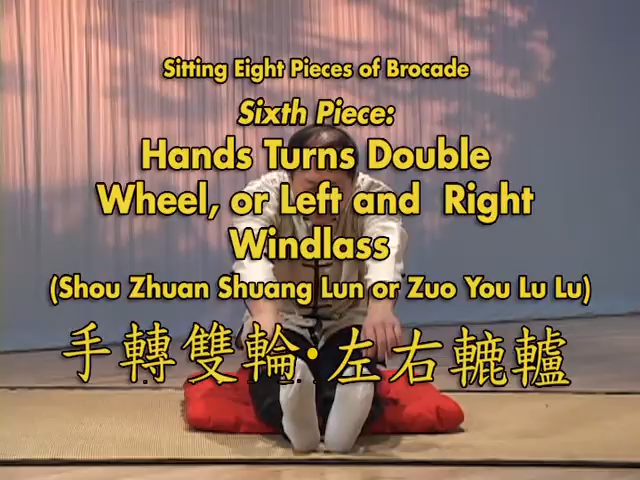 Sitting Eight Pieces of Brocade
Sixth Piece:
Hands Turns Double
Wheel, or Left and Right
Windlass
(Shou Zhuan Shuang Lun or Zuo You Lu Lu)
手轉雙輪·左右轆轤